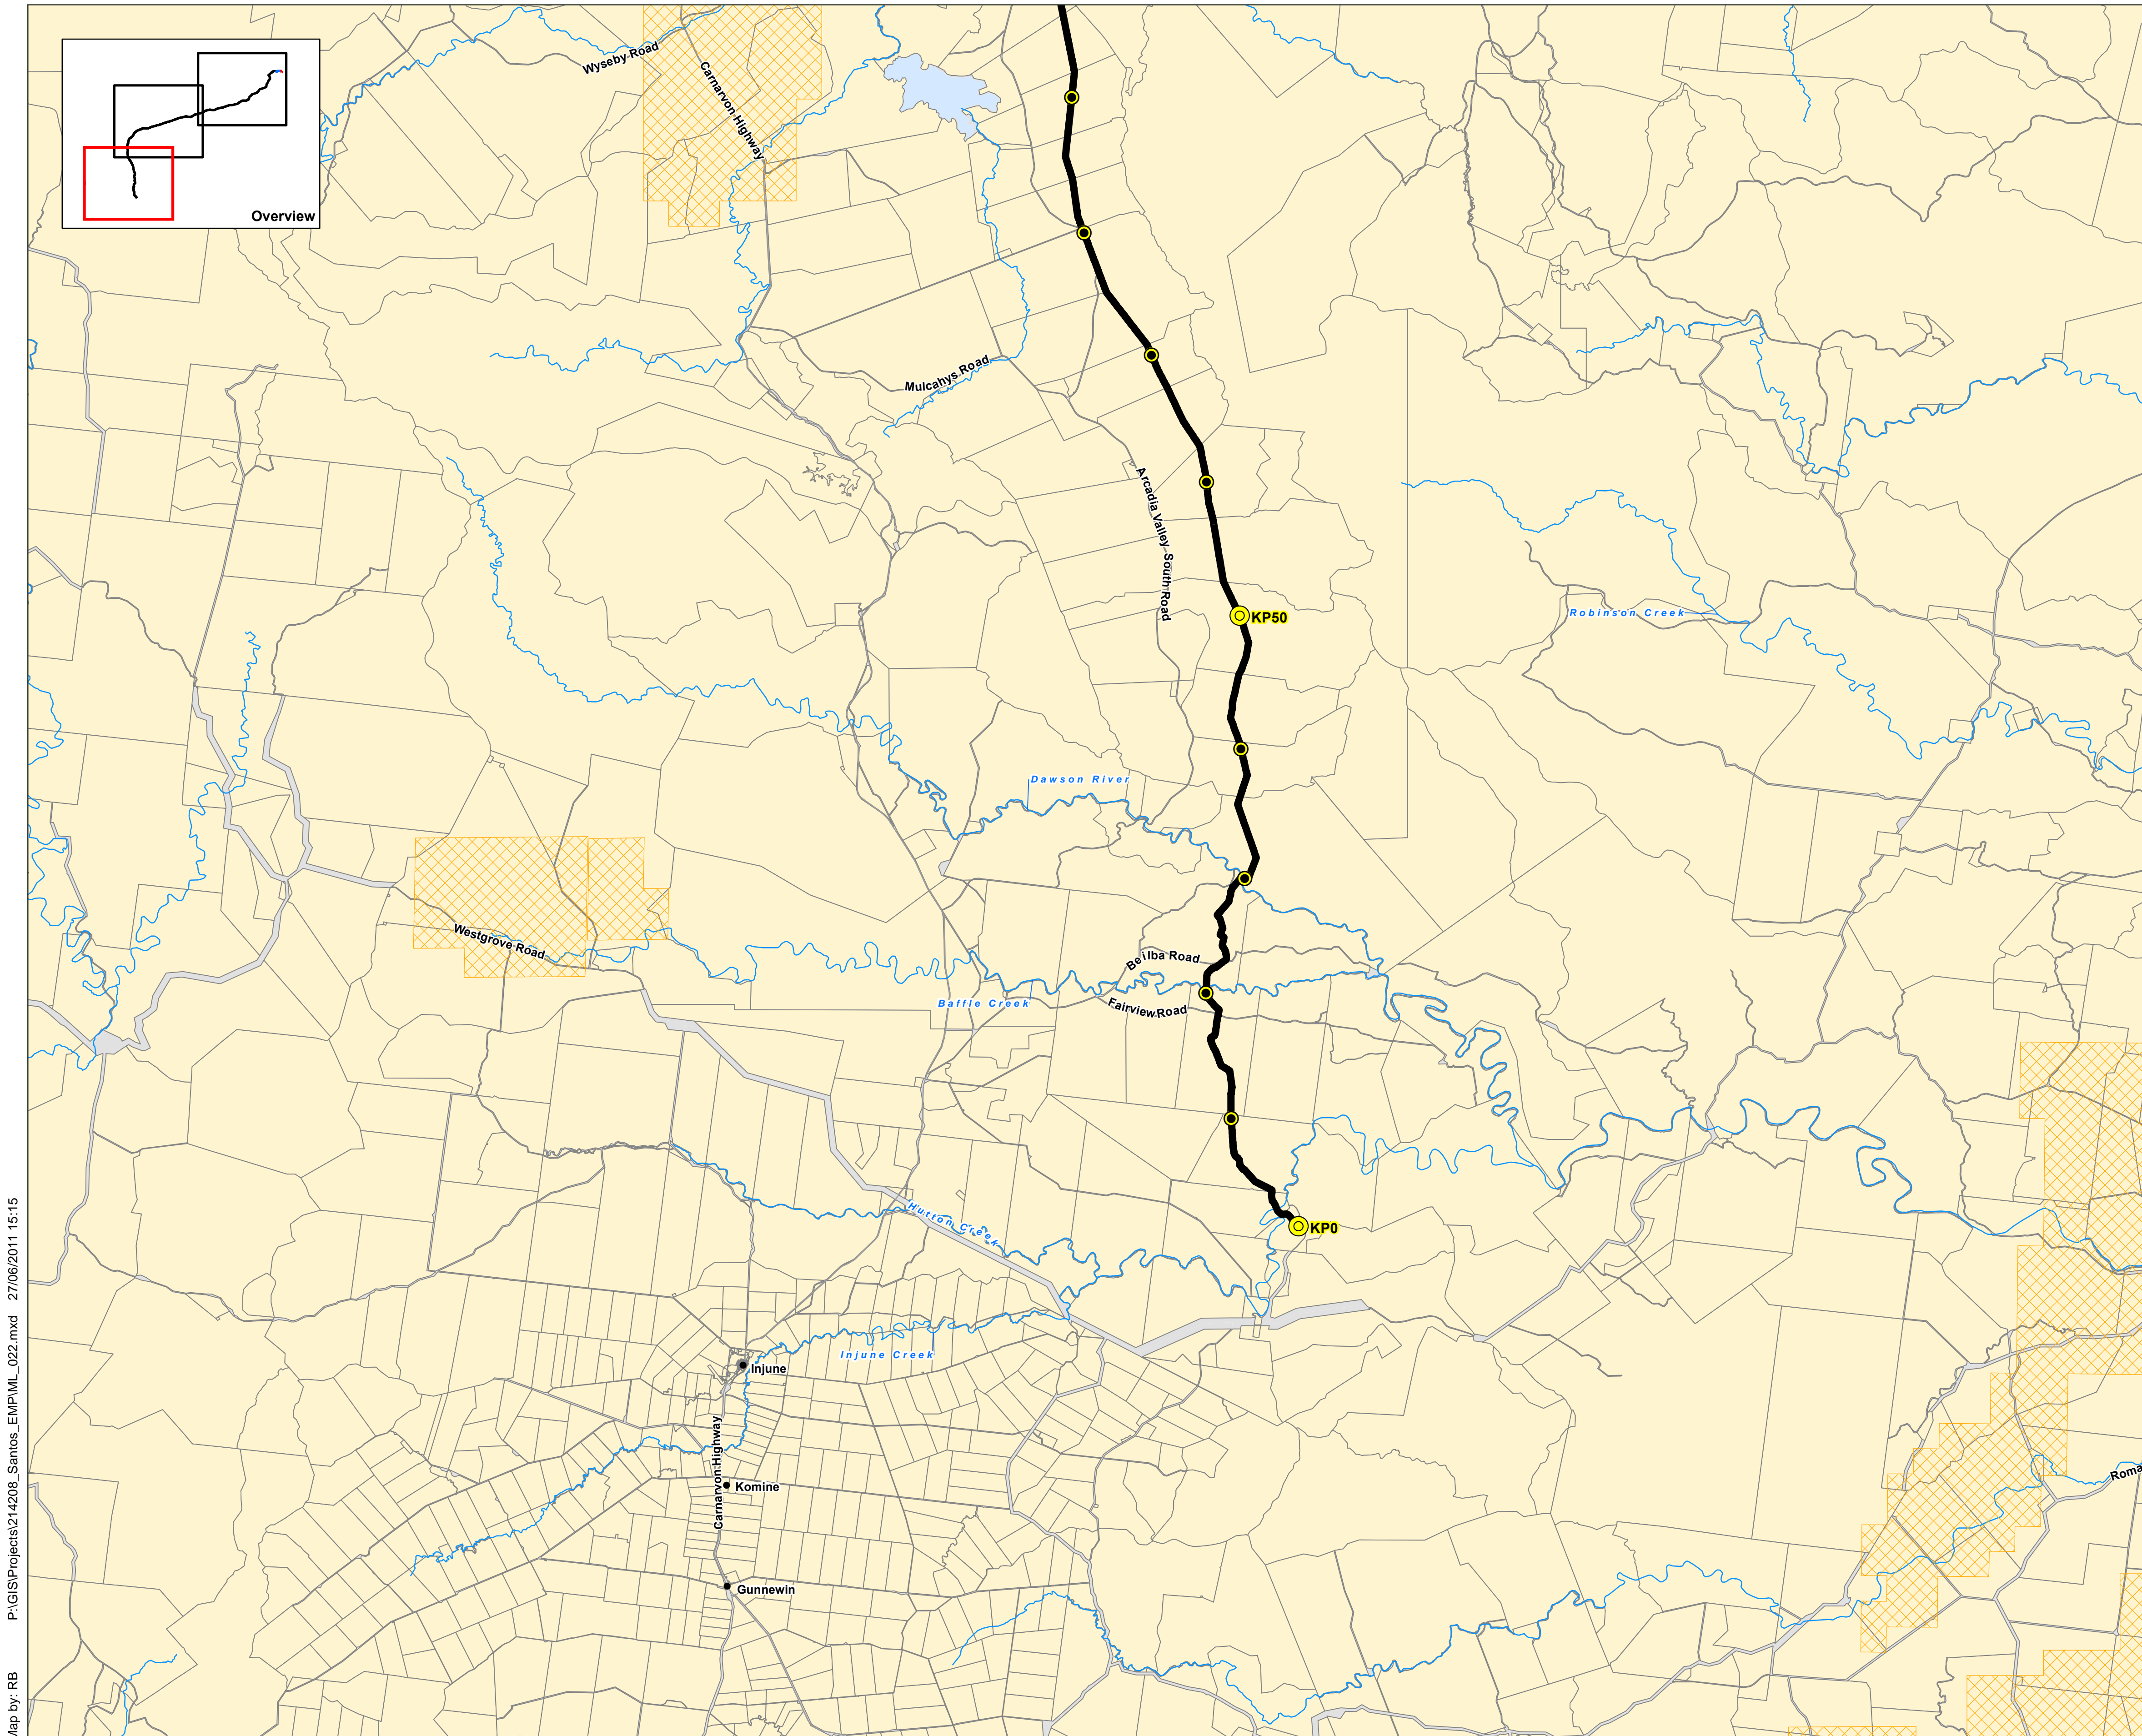 Overview
Wyseby Road
Carnarvon Highway
Mulcahys Road
Arcadia Valley South Road
KP50
Robinson Creek
Dawson River
Westgrove Road
Beilba Road
Baffle Creek
Fairview Road
Hutton Creek
KP0
Injune Creek
Injune
Carnarvon Highway
Komine
Roma
Gunnewin
Map by: RB P:\GIS\Projects\2114208_Santos_EMP\ML_022.mxd 27/06/2011 15:15